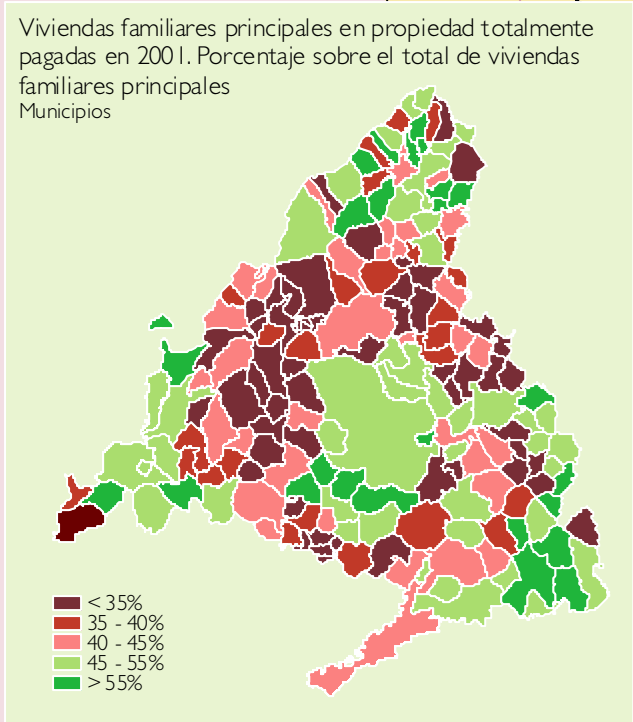 Viviendas familiares principales en propiedad totalmente
pagadas en 2001. Porcentaje sobre el total de viviendas
familiares principales
Municipios
< 35%
35 - 40%
40 - 45%
45 - 55%
> 55%